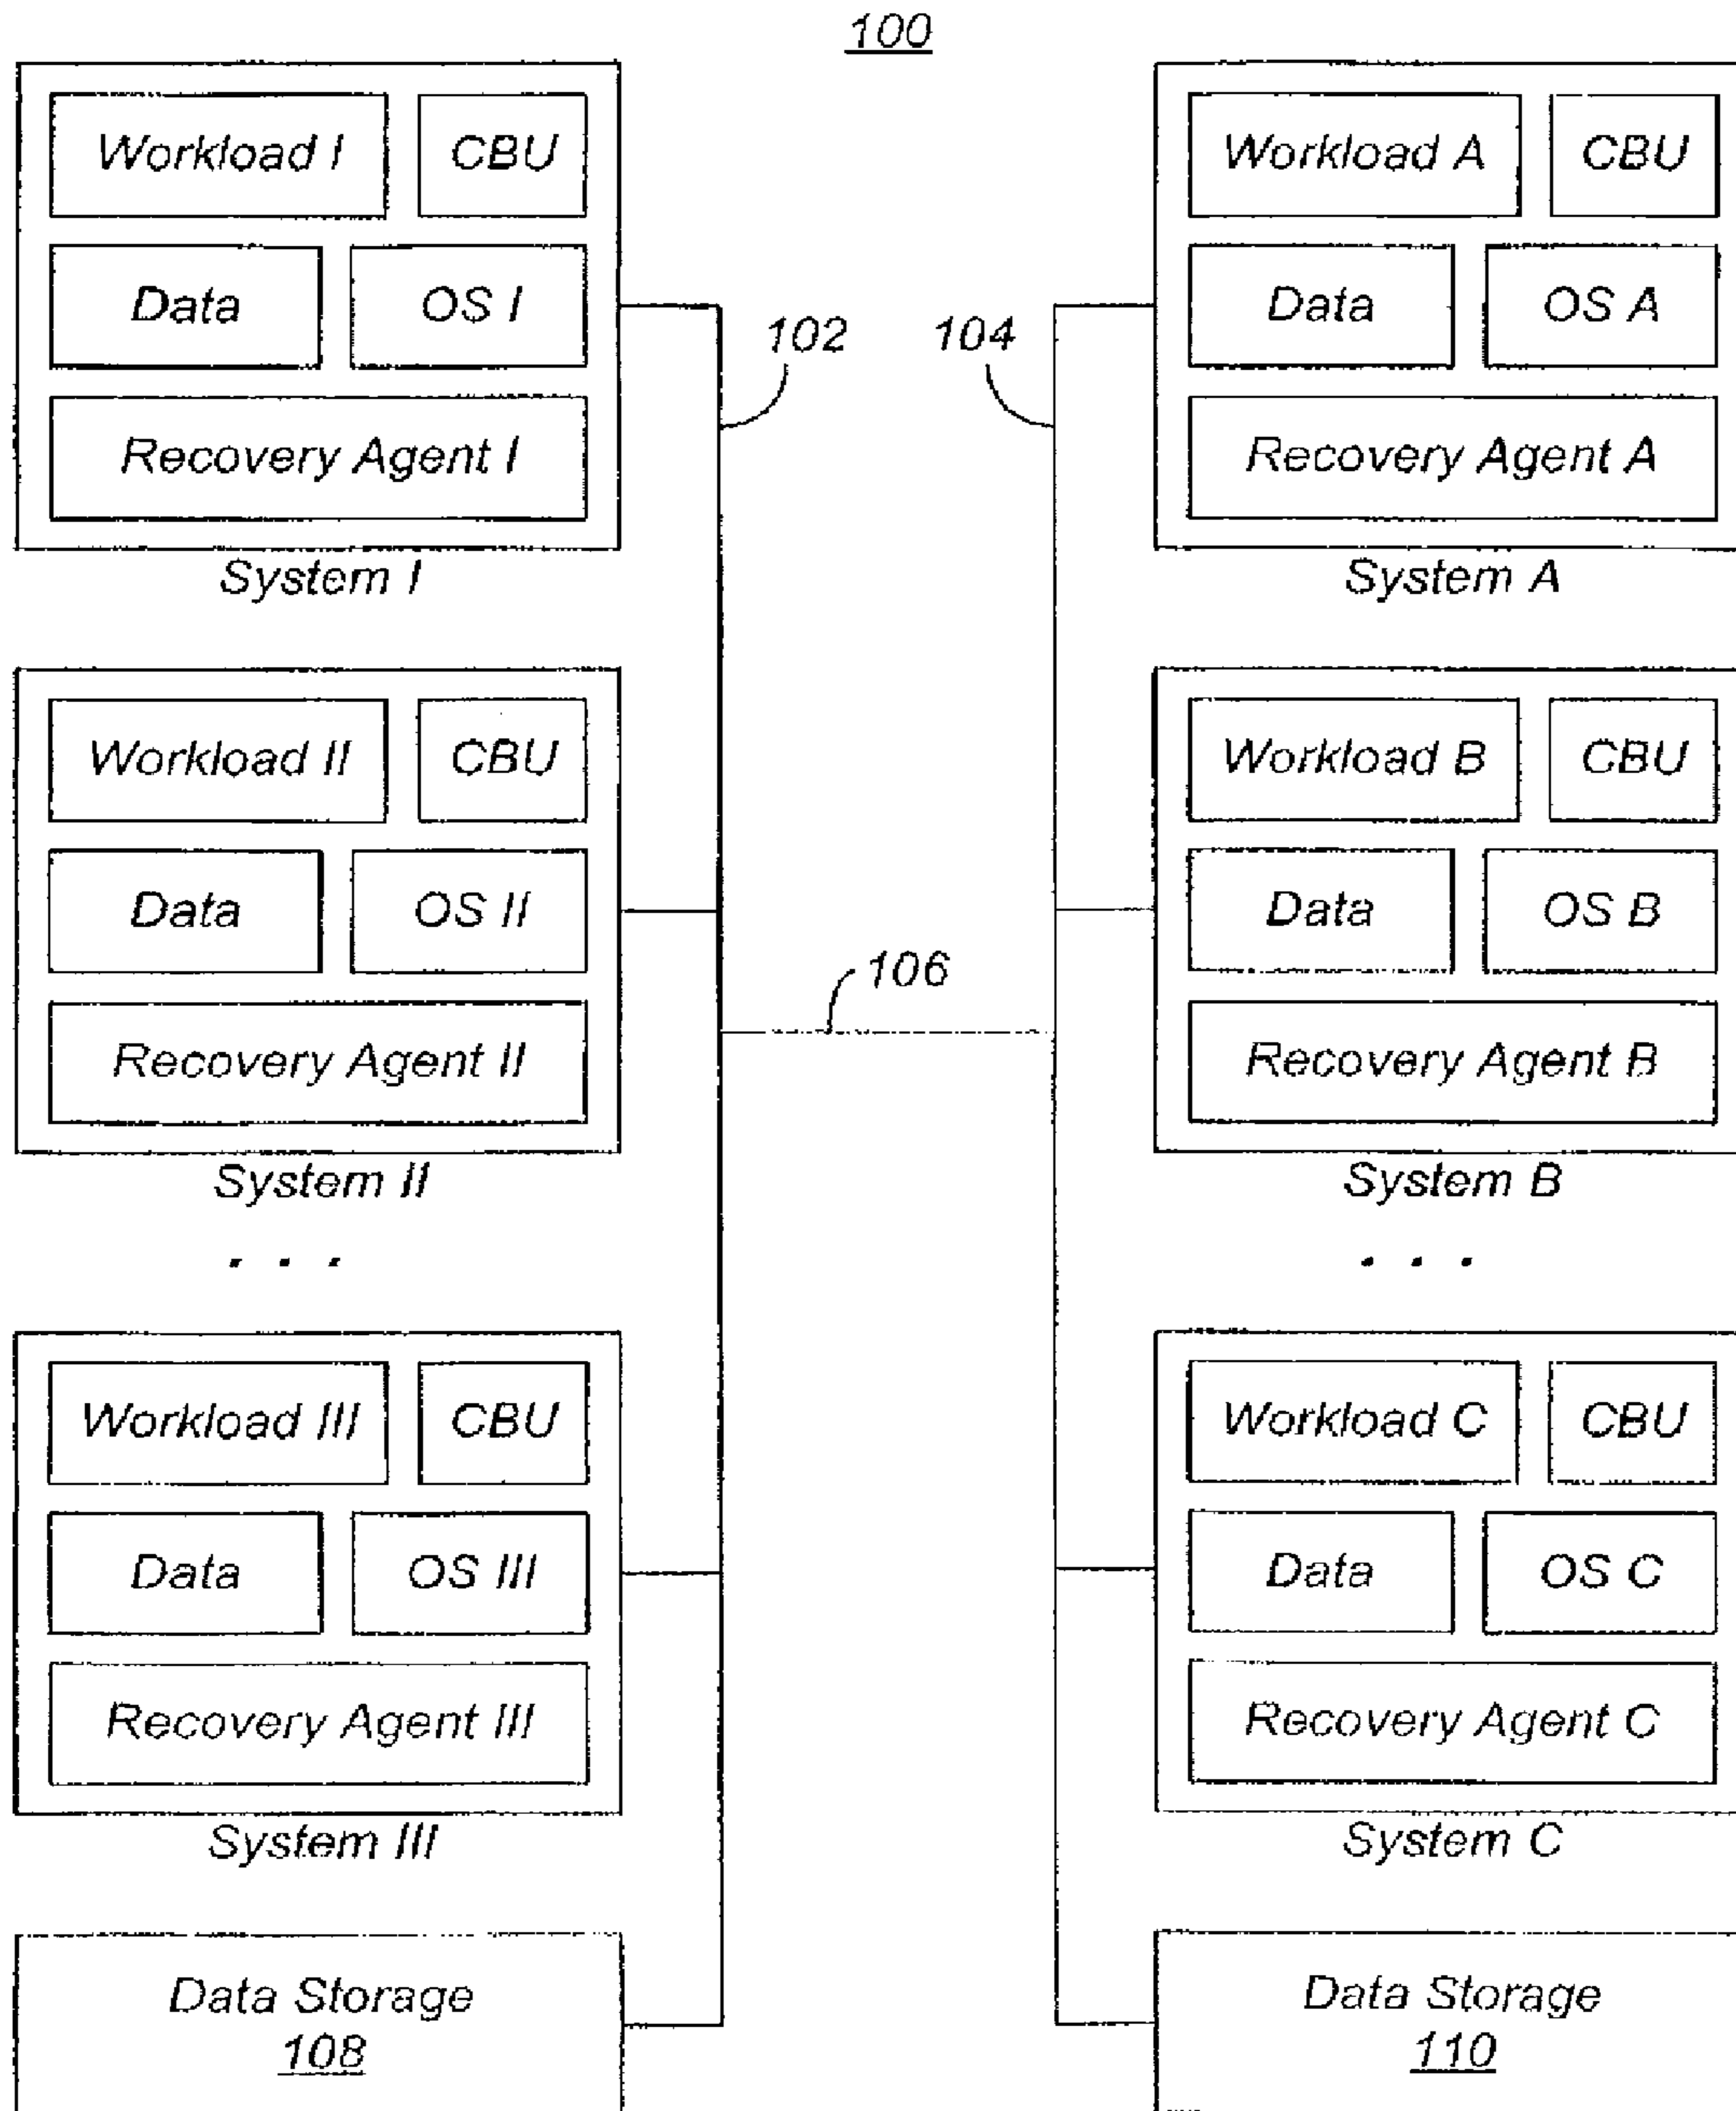 100
Workload I
CBU
Data
OS I
Recovery Agent I
System I
Workload A
CBU
Data
OS A
Recovery Agent A
System A
102
104
Workload II
CBU
Data
OS II
Recovery Agent II
System II
. . .
106
Workload B
CBU
Data
OS B
Recovery Agent B
System B
. . .
Workload III
CBU
Data
OS III
Recovery Agent III
System III
Workload C
CBU
Data
OS C
Recovery Agent C
System C
Data Storage
108
Data Storage
110